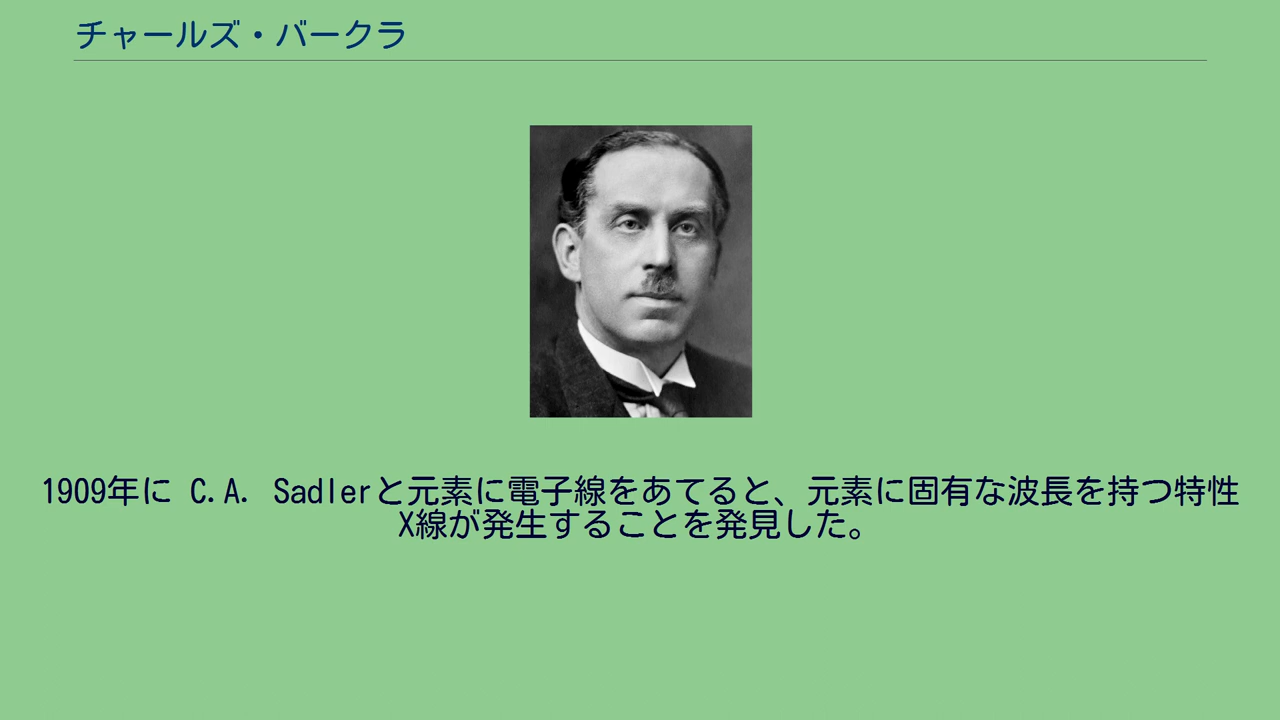 チャールズ・バークラ
1909年に C.A. Sadlerと元素に電子線をあてると、元素に固有な波長を持つ特性
X線が発生することを発見した。